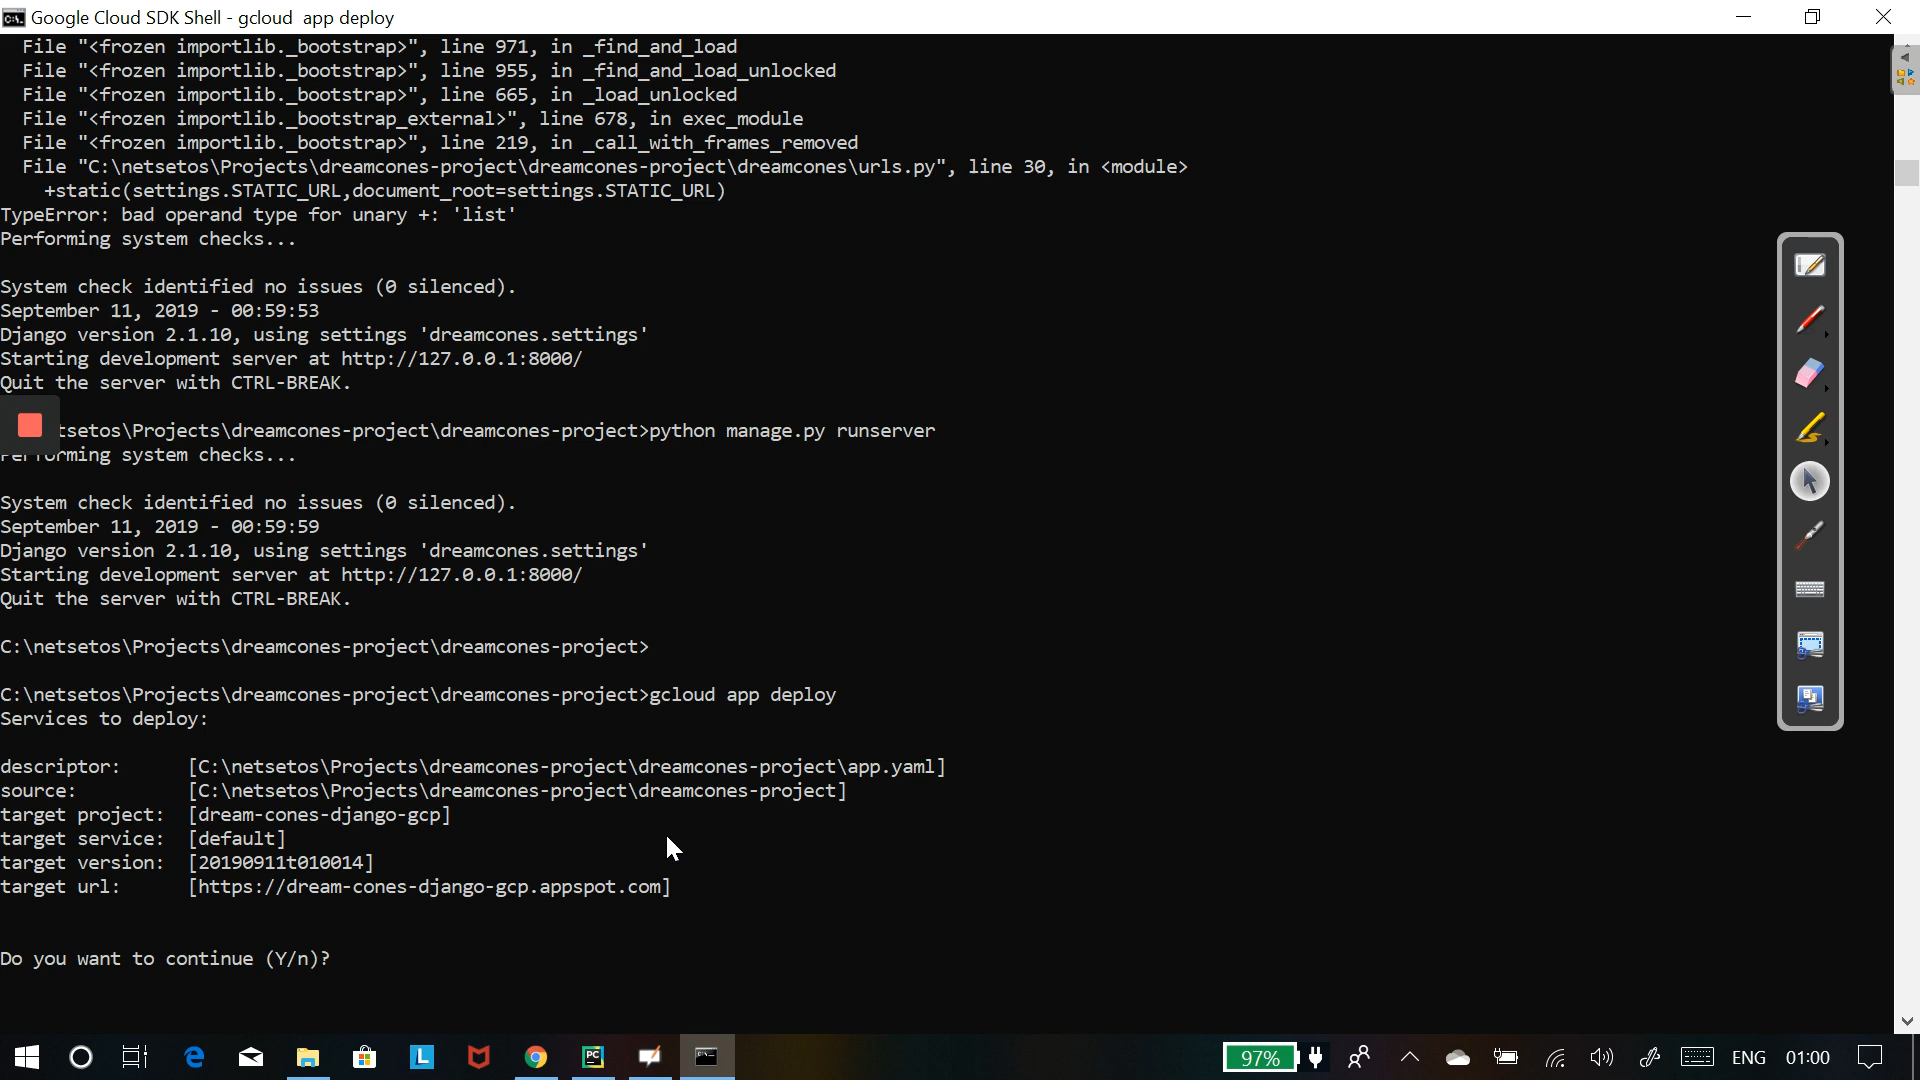 Google Cloud SDK Shell - gcloud  app deploy
File "<frozen importlib._bootstrap>", line 971, in _find_and_load
File "<frozen importlib._bootstrap>", line 955, in _find_and_load_unlocked
File "<frozen importlib._bootstrap>", line 665, in _load_unlocked
File "<frozen importlib._bootstrap_external>", line 678, in exec_module
File "<frozen importlib._bootstrap>", line 219, in _call_with_frames_removed
File "C:\netsetos\Projects\dreamcones-project\dreamcones-project\dreamcones\urls.py", line 30, in <module>
+static(settings.STATIC_URL,document_root=settings.STATIC_URL)
TypeError: bad operand type for unary +: 'list'
Performing system checks...
System check identified no issues (0 silenced).
September 11, 2019 - 00:59:53
Django version 2.1.10, using settings 'dreamcones.settings'
Starting development server at http://127.0.0.1:8000/
Quit the server with CTRL-BREAK.
tsetos\Projects\dreamcones-project\dreamcones-project>python manage.py runserver
Performing system checks...
System check identified no issues (0 silenced).
September 11, 2019 - 00:59:59
Django version 2.1.10, using settings 'dreamcones.settings'
Starting development server at http://127.0.0.1:8000/
Quit the server with CTRL-BREAK.
C:\netsetos\Projects\dreamcones-project\dreamcones-project>
C:\netsetos\Projects\dreamcones-project\dreamcones-project>gcloud app deploy
Services to deploy:
descriptor:      [C:\netsetos\Projects\dreamcones-project\dreamcones-project\app.yaml]
source:          [C:\netsetos\Projects\dreamcones-project\dreamcones-project]
target project:  [dream-cones-django-gcp]
target service:  [default]
target version:  [20190911t010014]
target url:      [https://dream-cones-django-gcp.appspot.com]
Do you want to continue (Y/n)?
97% ENG 01:00